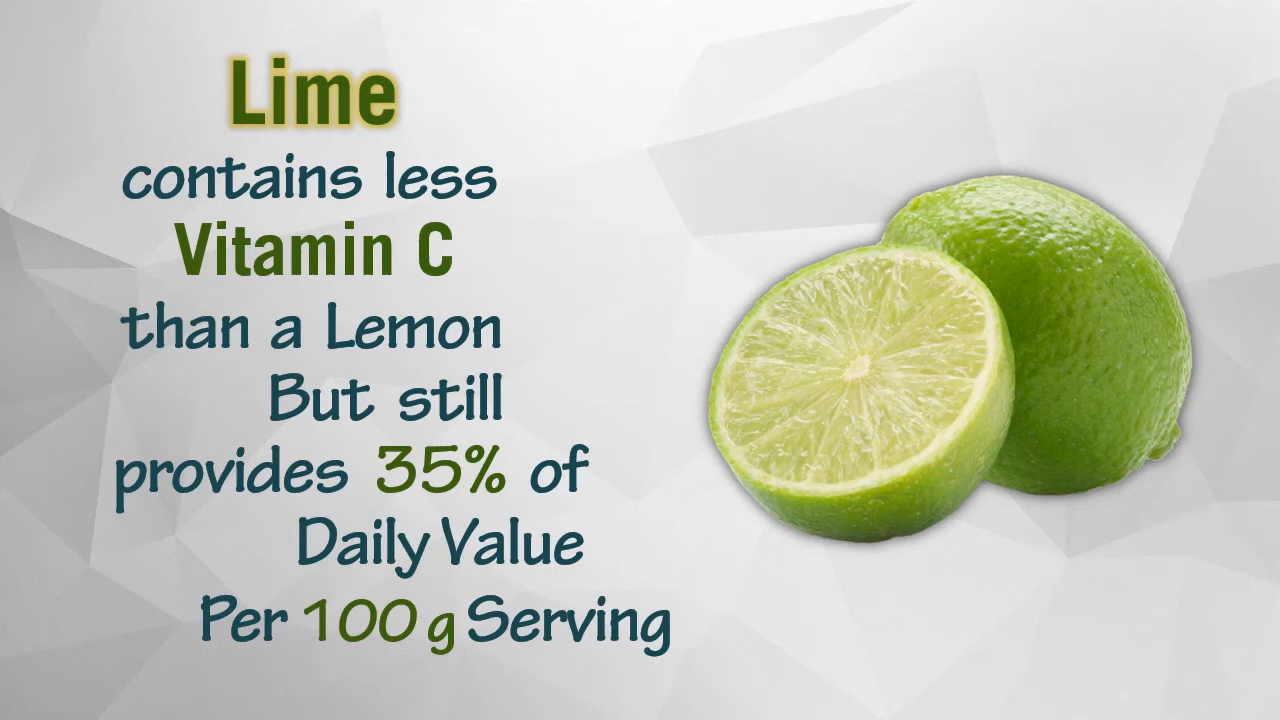 Lime
contains less
Vitamin C
than a Lemon
But still
provides 35% of
Daily Value
Per 100 g Serving